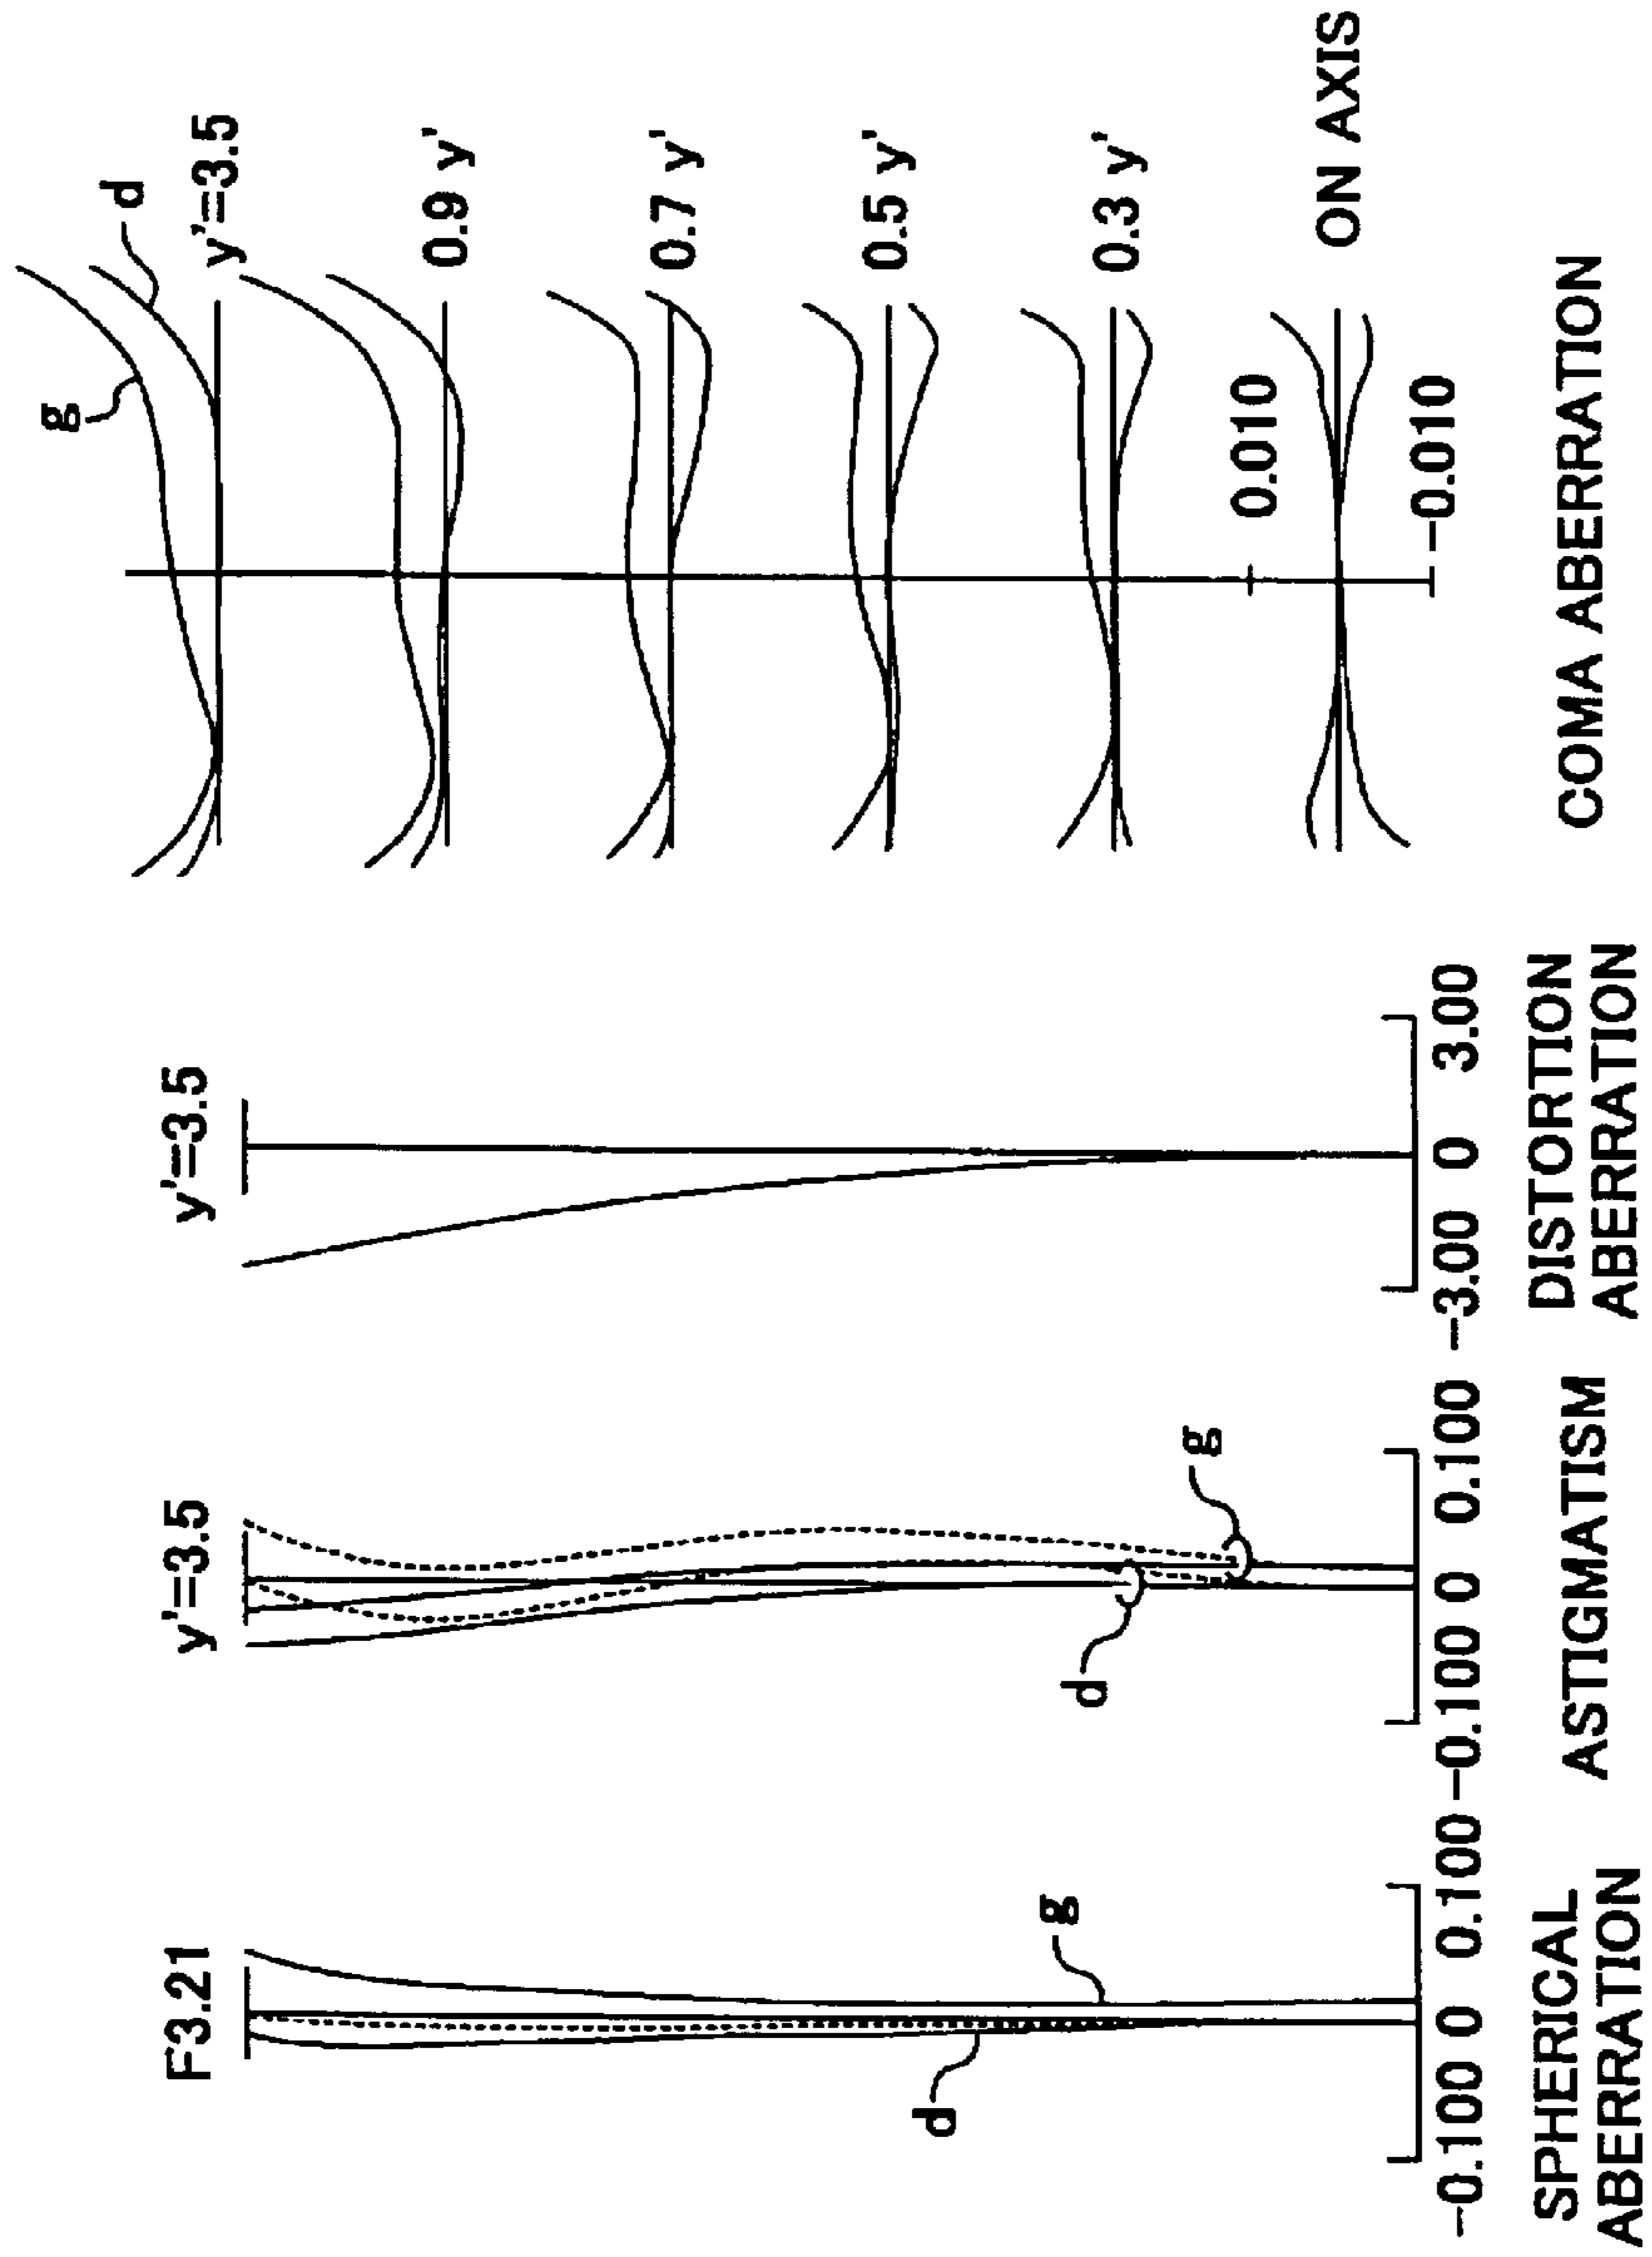 F3.21
g
d
-0.100 0 0.100
SPHERICAL
ABERRATION
y'=3.5
g
d
-0.100 0 0.100
ASTIGMATISM
y'=3.5
-3.00 0 3.00
DISTORTION
ABERRATION
g
d
y'=3.5
0.9 y'
0.7 y'
0.5 y'
0.3 y'
0.010
ON AXIS
-0.010
COMA ABERRATION